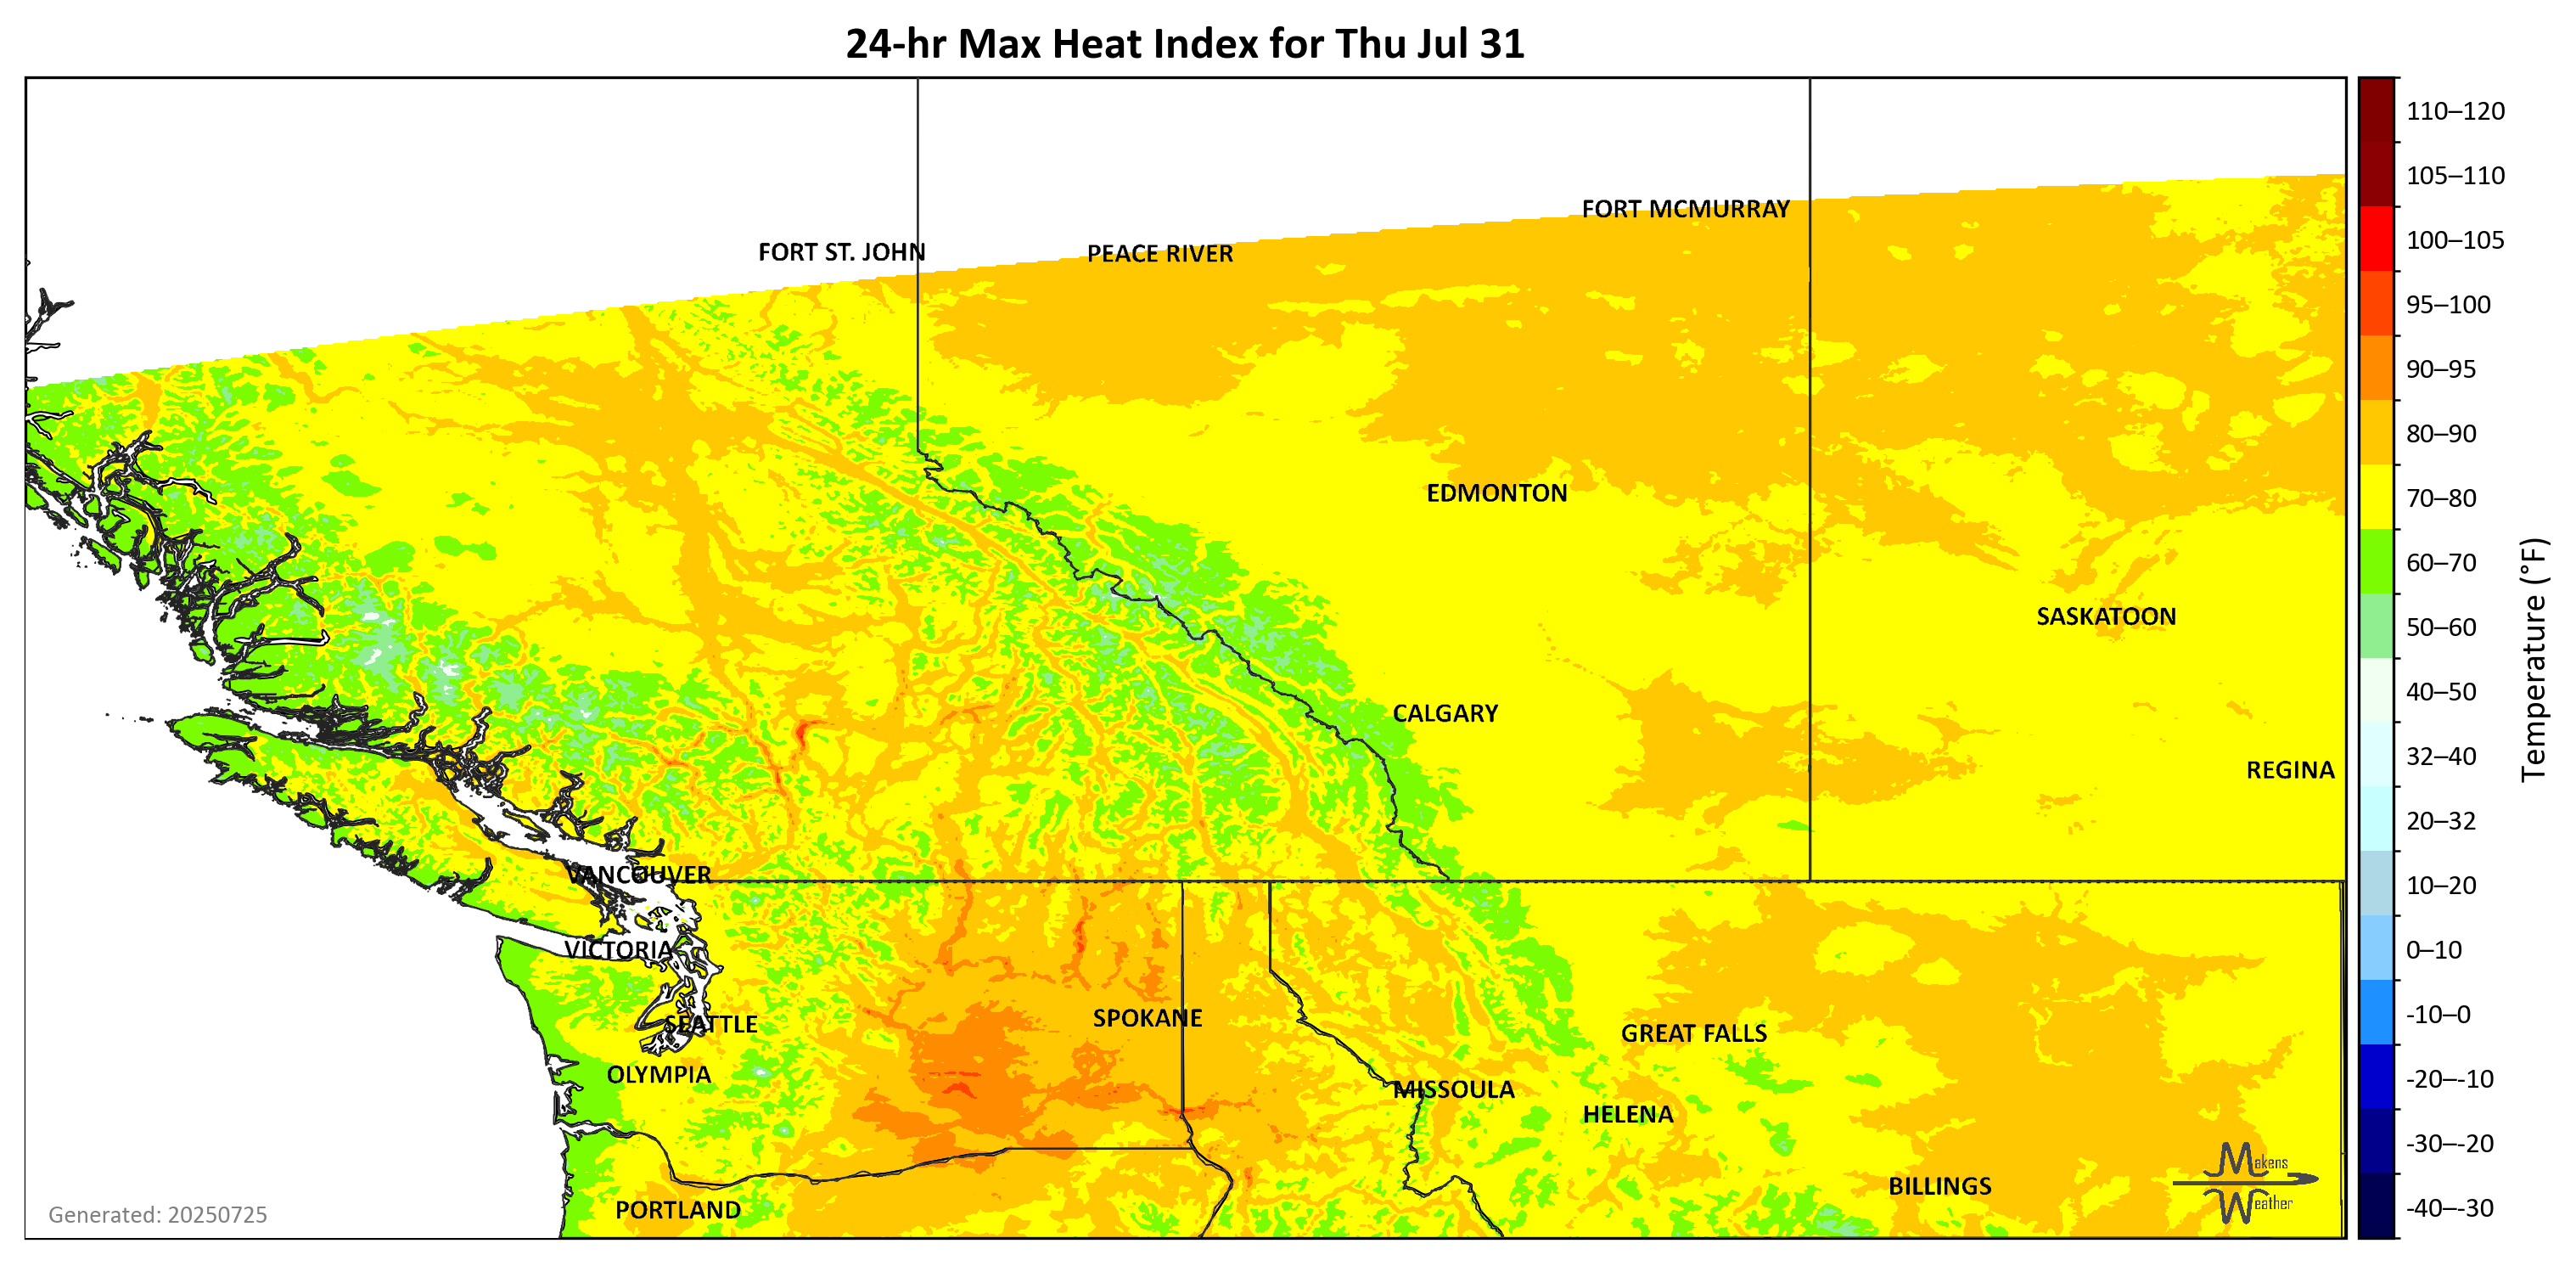 24-hr Max Heat Index for Thu Jul 31
FORT MCMURRAY
FORT ST. JOHN
PEACE RIVER
EDMONTON
SASKATOON
CALGARY
REGINA
VANCOUVER
VICTORIA
SEATTLE
SPOKANE
GREAT FALLS
OLYMPIA
MISSOULA
HELENA
BILLINGS
PORTLAND
Makens
Weather
Generated: 20250725
110–120
105–110
100–105
95–100
90–95
80–90
70–80
60–70
50–60
40–50
32–40
20–32
10–20
0–10
-10–0
-20–-10
-30–-20
-40–-30
Temperature (°F)